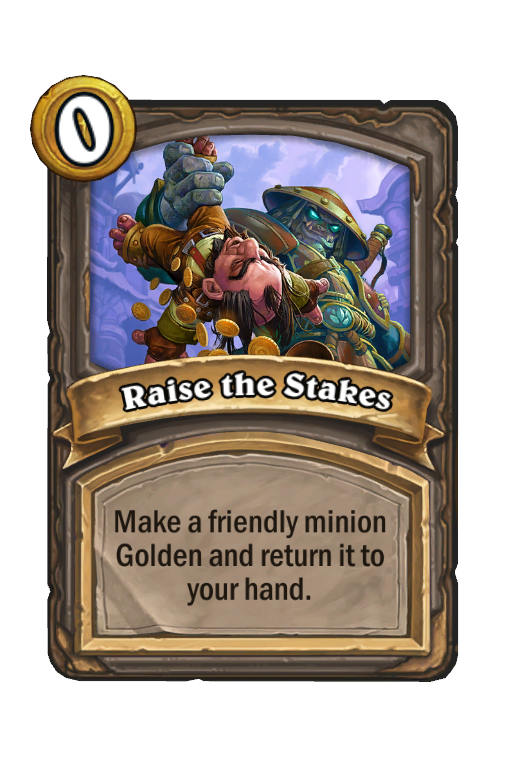 0
Raise the Stakes
Make a friendly minion
Golden and return it to
your hand.